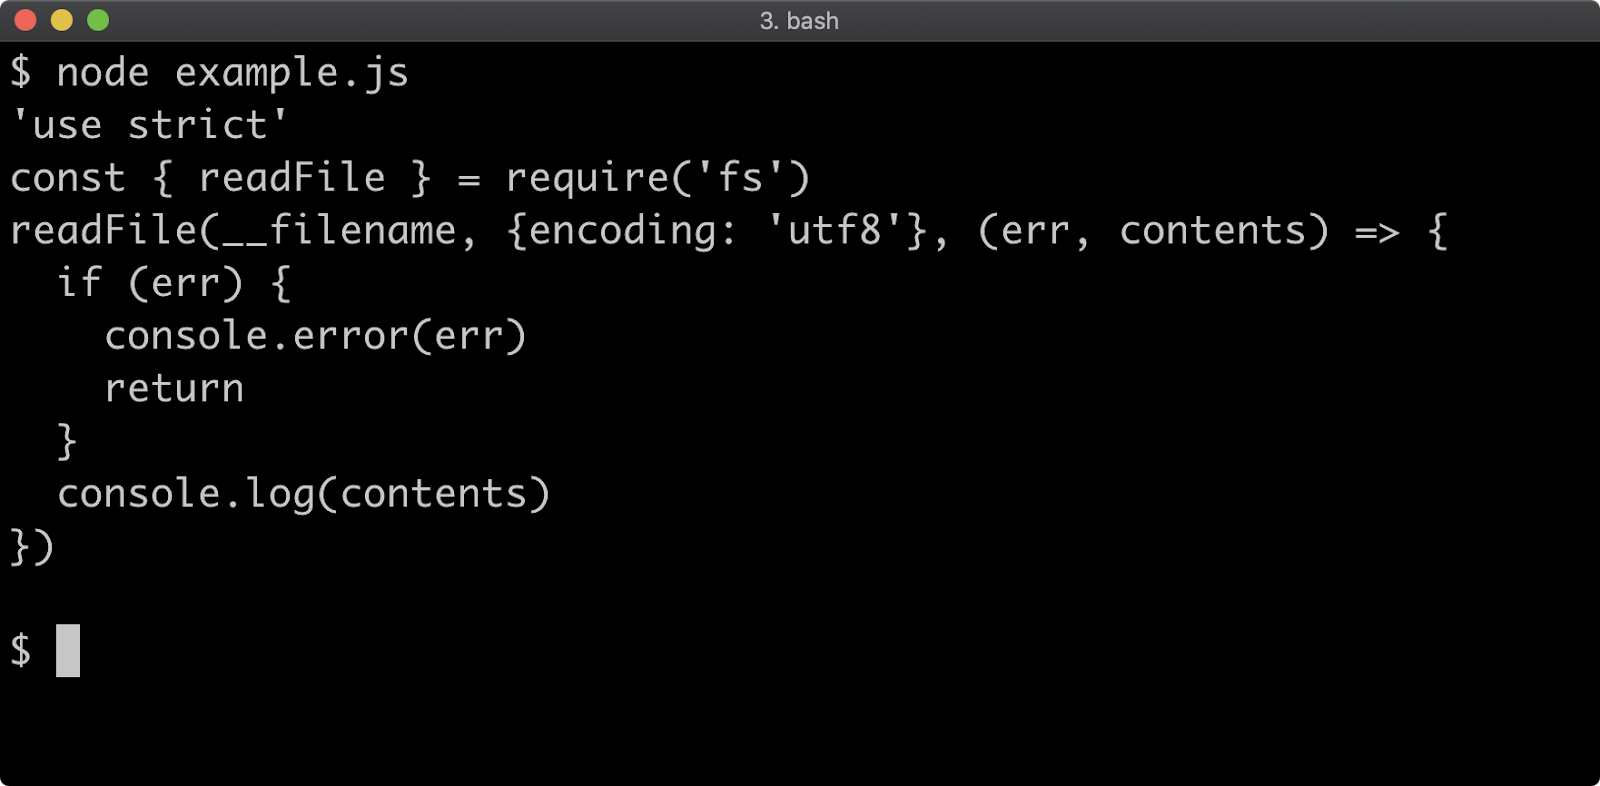 3. bash
$ node example.js
'use strict'
const { readFile } = require('fs')
readFile(__filename, {encoding: 'utf8'}, (err, contents) => {
  if (err) {
    console.error(err)
    return
  }
  console.log(contents)
})
$